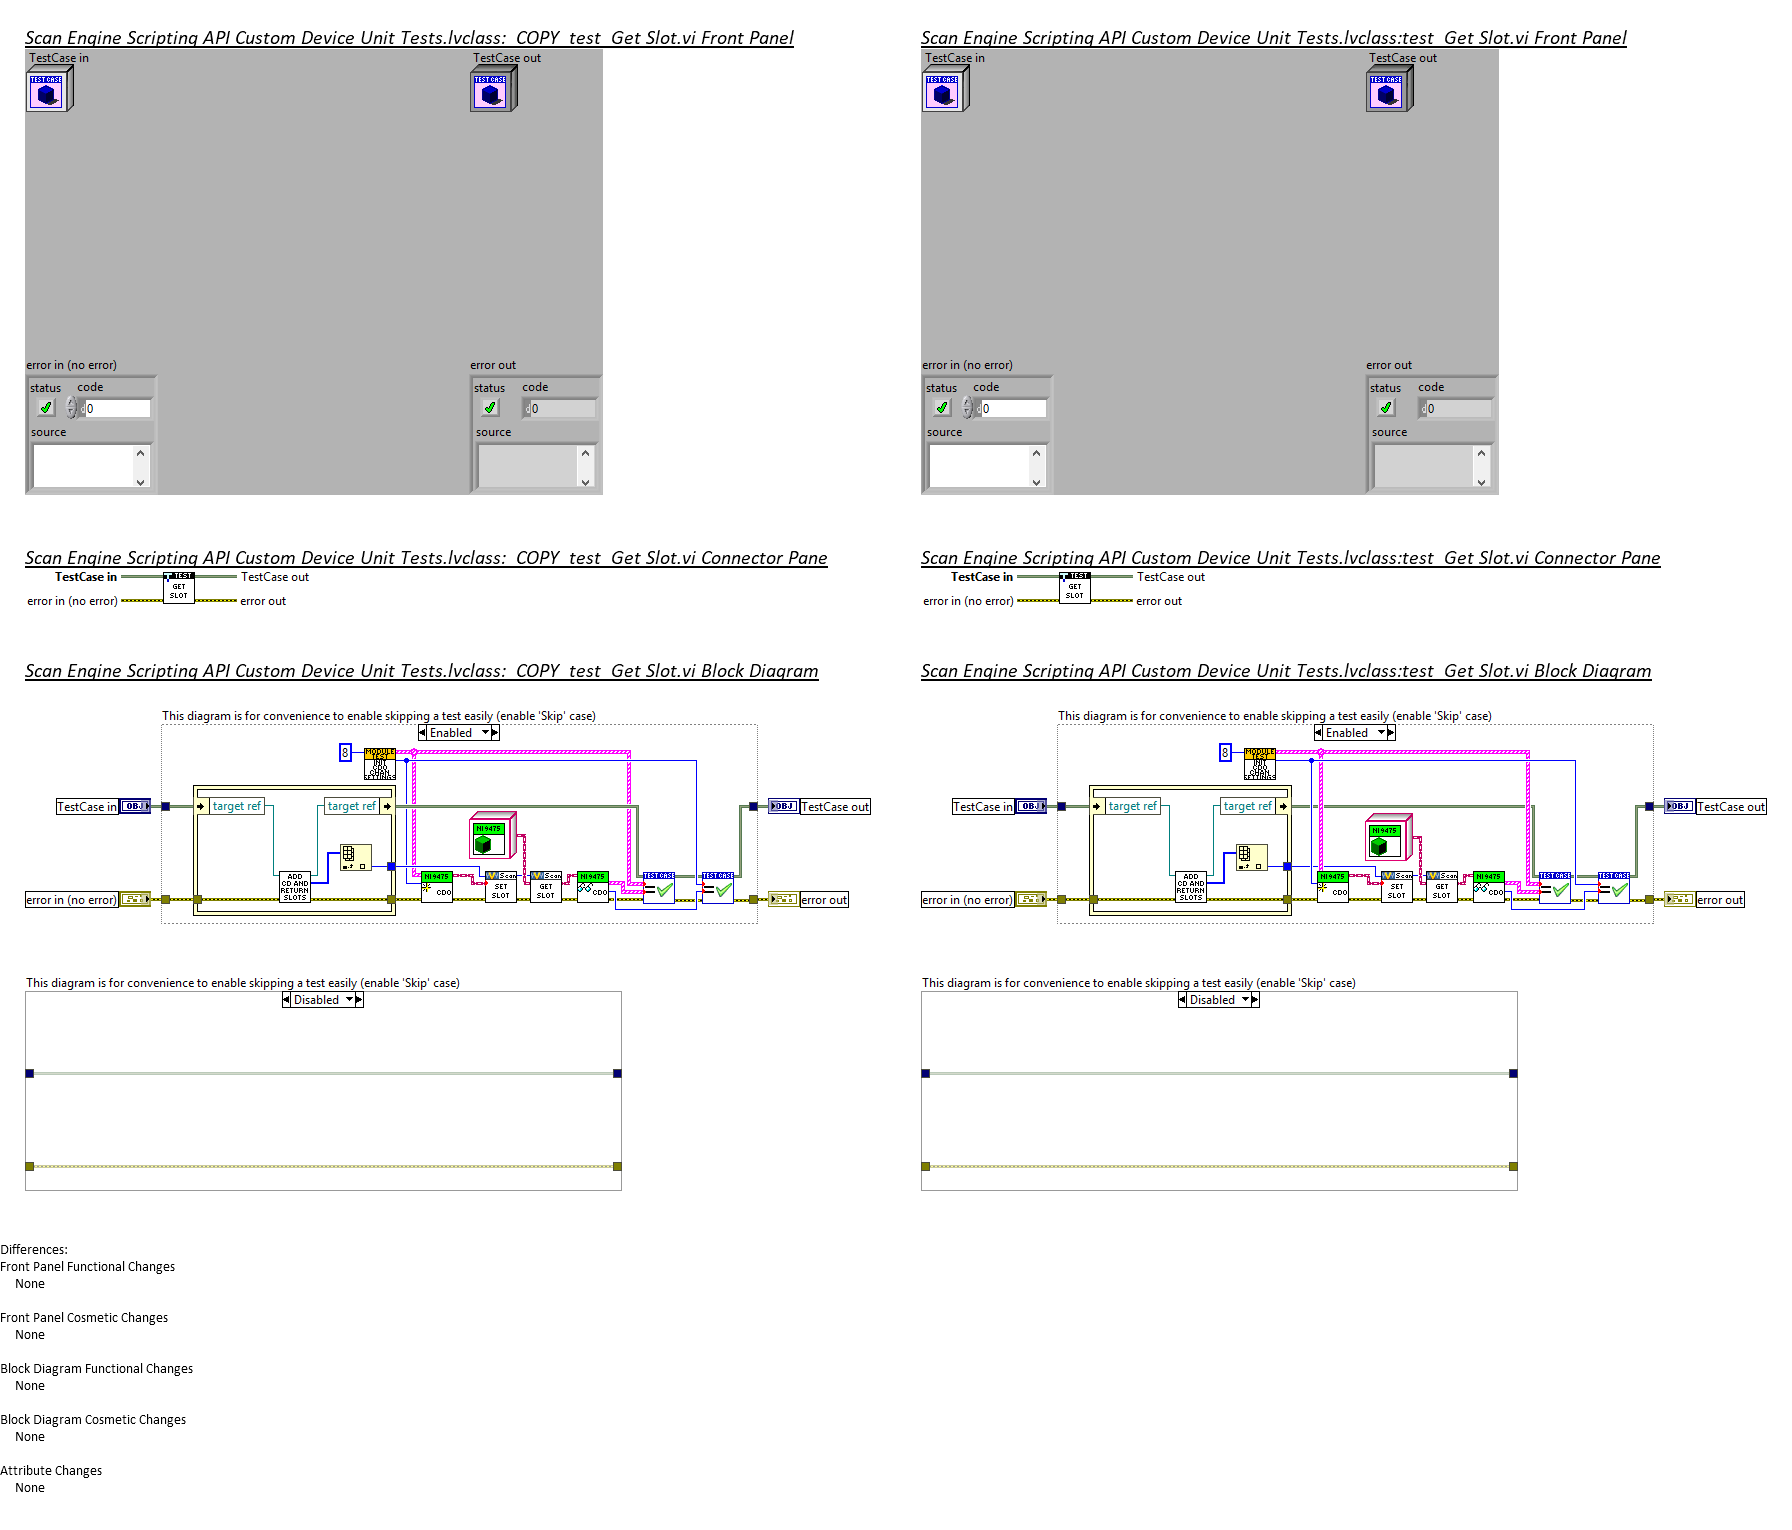 Scan Engine Scripting API Custom Device Unit Tests.lvclass:  COPY  test  Get Slot.vi Front Panel
TestCase in
TestCase out
TEST CASE
TEST CASE
error in (no error)
error out
status code
status code
d 0
d 0
source
source
Scan Engine Scripting API Custom Device Unit Tests.lvclass:test  Get Slot.vi Front Panel
TestCase in
TestCase out
TEST CASE
TEST CASE
error in (no error)
error out
status code
status code
d 0
d 0
source
source
Scan Engine Scripting API Custom Device Unit Tests.lvclass:  COPY  test  Get Slot.vi Connector Pane
TestCase in
TEST
GET
SLOT
TestCase out
error in (no error)
error out
Scan Engine Scripting API Custom Device Unit Tests.lvclass:test  Get Slot.vi Connector Pane
TestCase in
TEST
GET
SLOT
TestCase out
error in (no error)
error out
Scan Engine Scripting API Custom Device Unit Tests.lvclass:  COPY  test  Get Slot.vi Block Diagram
This diagram is for convenience to enable skipping a test easily (enable 'Skip' case)
Enabled
8
MODULE
TEST
INIT
CDO
CHAN
SETTINGS
TestCase in
OBJ
target ref
target ref
OBJ
TestCase out
NI 9475
ADD
CD AND
RETURN
SLOTS
NI 9475
CDO
Scan
SET
SLOT
Scan
GET
SLOT
NI 9475
CDO
TEST CASE
TEST CASE
error in (no error)
error out
This diagram is for convenience to enable skipping a test easily (enable 'Skip' case)
Disabled
Scan Engine Scripting API Custom Device Unit Tests.lvclass:test  Get Slot.vi Block Diagram
This diagram is for convenience to enable skipping a test easily (enable 'Skip' case)
Enabled
8
MODULE
TEST
INIT
CDO
CHAN
SETTINGS
TestCase in
OBJ
target ref
target ref
OBJ
TestCase out
NI 9475
ADD
CD AND
RETURN
SLOTS
NI 9475
CDO
Scan
SET
SLOT
Scan
GET
SLOT
NI 9475
CDO
TEST CASE
TEST CASE
error in (no error)
error out
This diagram is for convenience to enable skipping a test easily (enable 'Skip' case)
Disabled
Differences:
Front Panel Functional Changes
None
Front Panel Cosmetic Changes
None
Block Diagram Functional Changes
None
Block Diagram Cosmetic Changes
None
Attribute Changes
None